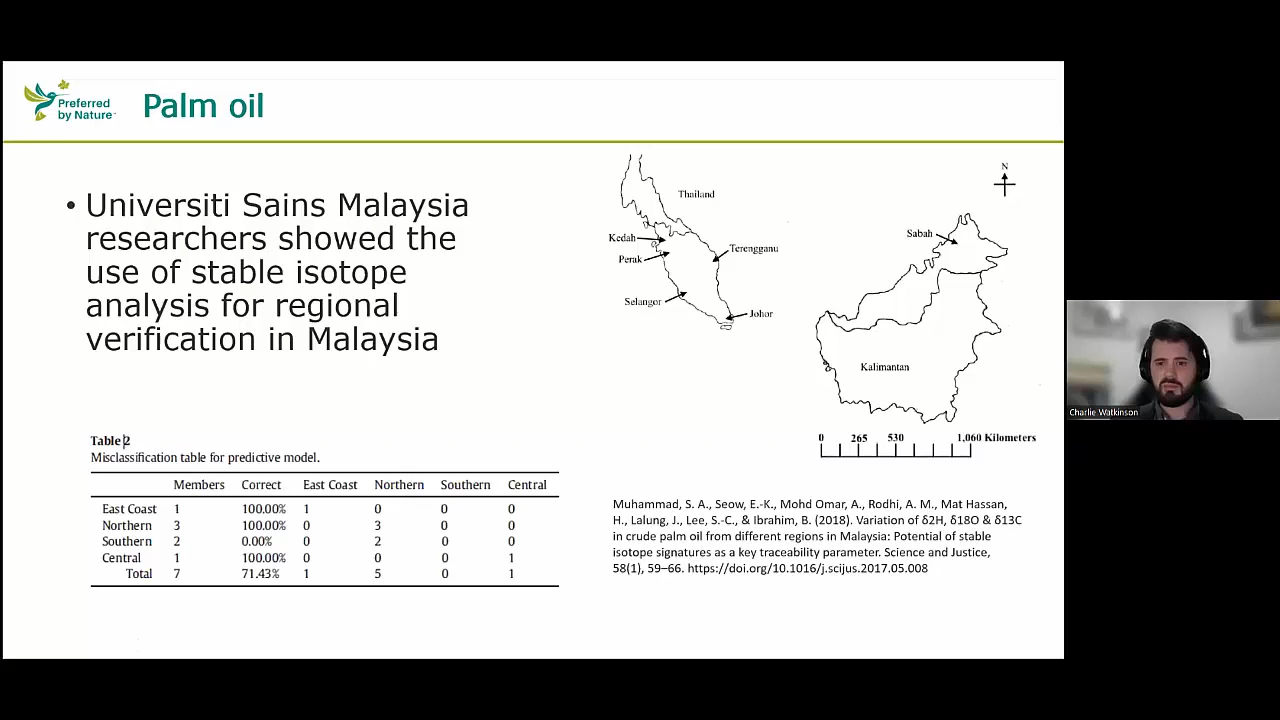 Preferred
by Nature™
Palm oil
• Universiti Sains Malaysia
researchers showed the
use of stable isotope
analysis for regional
verification in Malaysia
Table 2
Misclassification table for predictive model.
Members Correct East Coast Northern Southern Central
East Coast 1 100.00% 1 0 0 0
Northern 3 100.00% 0 3 0 0
Southern 2 0.00% 0 2 0 0
Central 1 100.00% 0 0 0 1
Total 7 71.43% 1 5 0 1
N
Thailand
Kedah
Terengganu
Perak
Selangor
Johor
Sabah
Kalimantan
0 265 530 1,060 Kilometers
Muhammad, S. A., Seow, E.-K., Mohd Omar, A., Rodhi, A. M., Mat Hassan,
H., Lalung, J., Lee, S.-C., & Ibrahim, B. (2018). Variation of δ2H, δ18O & δ13C
in crude palm oil from different regions in Malaysia: Potential of stable
isotope signatures as a key traceability parameter. Science and Justice,
58(1), 59–66. https://doi.org/10.1016/j.scijus.2017.05.008
Charlie Watkinson